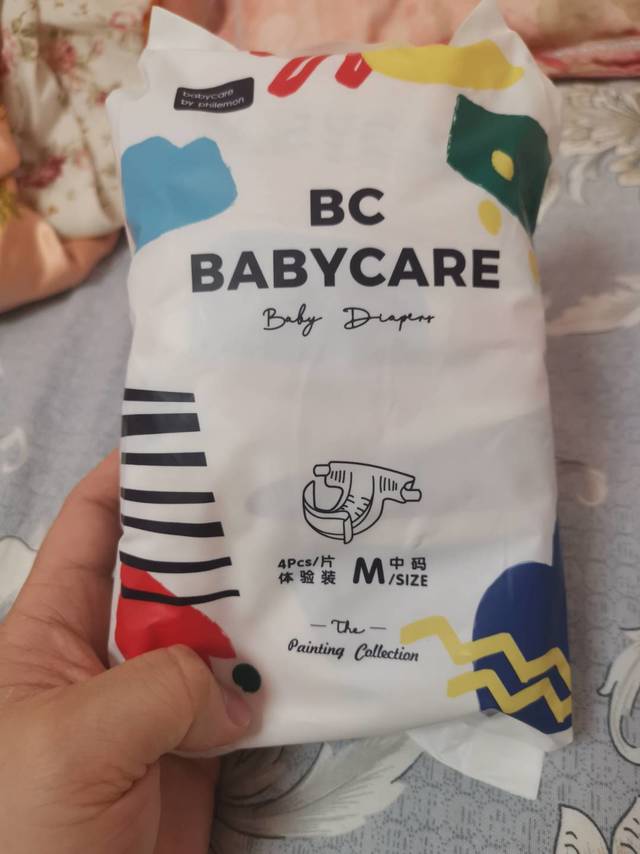 babycare
by philemon
BC
BABYCARE
Baby Diapers
4Pcs/片
体验装
M中码
/SIZE
The
Painting Collection